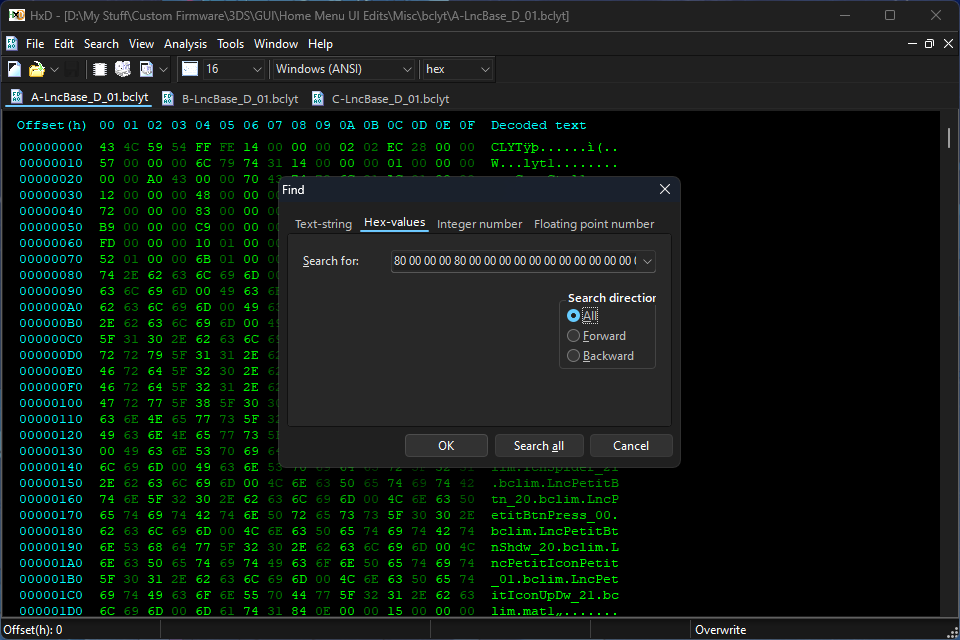 HxD - [D:\My Stuff\Custom Firmware\3DS\GUI\Home Menu UI Edits\Misc\bclyt\A-LncBase_D_01.bclyt]
File Edit Search View Analysis Tools Window Help
16 Windows (ANSI) hex
A-LncBase_D_01.bclyt B-LncBase_D_01.bclyt C-LncBase_D_01.bclyt
Offset(h) 00 01 02 03 04 05 06 07 08 09 0A 0B 0C 0D 0E 0F Decoded text
00000000 43 4C 59 54 FF FE 14 00 00 00 02 02 EC 28 00 00 CLYTÿþ......ì(..
00000010 57 00 00 00 6C 79 74 31 14 00 00 00 01 00 00 00 W...lyt1........
00000020 00 00 A0 43 00 00 70
00000030 12 00 00 00 48 00 00
00000040 72 00 00 00 83 00 00
00000050 B9 00 00 00 C9 00 00
00000060 FD 00 00 00 10 01 00
00000070 52 01 00 00 6B 01 00
00000080 74 2E 62 63 6C 69 6D
00000090 63 6C 69 6D 00 49 63
000000A0 62 63 6C 69 6D 00 49
000000B0 2E 62 63 6C 69 6D 00
000000C0 5F 31 30 2E 62 63 6C
000000D0 72 72 79 5F 31 31 2E
000000E0 46 72 64 5F 32 30 2E
000000F0 46 72 64 5F 32 31 2E
00000100 47 72 77 5F 38 5F 30
00000110 63 6E 4E 65 77 73 5F
00000120 49 63 6E 4E 65 77 73
00000130 00 49 63 6E 53 70 69
00000140 6C 69 6D 00 49 63 6E
00000150 2E 62 63 6C 69 6D 00 4C 6E 63 50 65 74 69 74 42 .bclim.LncPetitB
00000160 74 6E 5F 32 30 2E 62 63 6C 69 6D 00 4C 6E 63 50 tn_20.bclim.LncP
00000170 65 74 69 74 42 74 6E 50 72 65 73 73 5F 30 30 2E etitBtnPress_00.
00000180 62 63 6C 69 6D 00 4C 6E 63 50 65 74 69 74 42 74 bclim.LncPetitBt
00000190 6E 53 68 64 77 5F 32 30 2E 62 63 6C 69 6D 00 4C nShdw_20.bclim.L
000001A0 6E 63 50 65 74 69 74 49 63 6F 6E 50 65 74 69 74 ncPetitIconPetit
000001B0 5F 30 31 2E 62 63 6C 69 6D 00 4C 6E 63 50 65 74 _01.bclim.LncPet
000001C0 69 74 49 63 6F 6E 55 70 44 77 5F 32 31 2E 62 63 itIconUpDw_21.bc
000001D0 6C 69 6D 00 6D 61 74 31 84 0E 00 00 15 00 00 00 lim.mat1„.......
Find
Text-string Hex-values Integer number Floating point number
Search for: 80 00 00 00 80 00 00 00 00 00 00 00 00 00 00 00
Search direction
All
Forward
Backward
OK Search all Cancel
Offset(h): 0 Overwrite